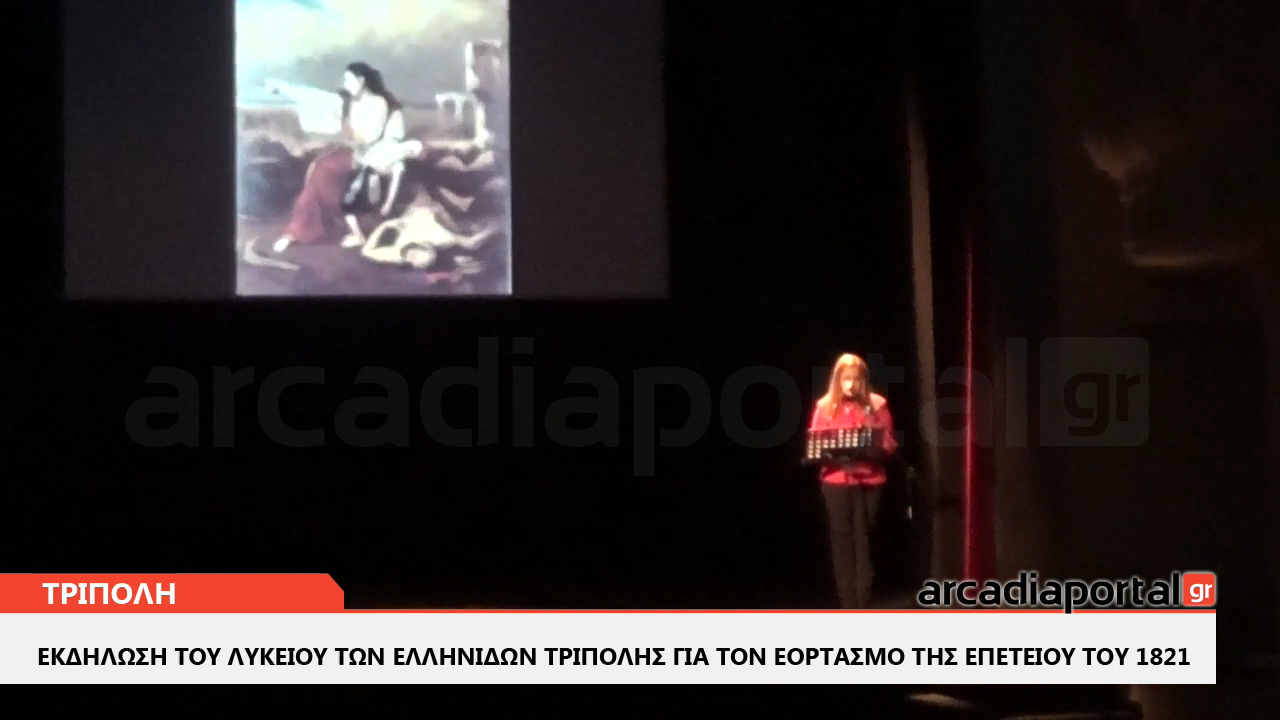 arcadiaportal gr
ΤΡΙΠΟΛΗ
arcadiaportal gr
ΕΚΔΗΛΩΣΗ ΤΟΥ ΛΥΚΕΙΟΥ ΤΩΝ ΕΛΛΗΝΙΔΩΝ ΤΡΙΠΟΛΗΣ ΓΙΑ ΤΟΝ ΕΟΡΤΑΣΜΟ ΤΗΣ ΕΠΕΤΕΙΟΥ ΤΟΥ 1821